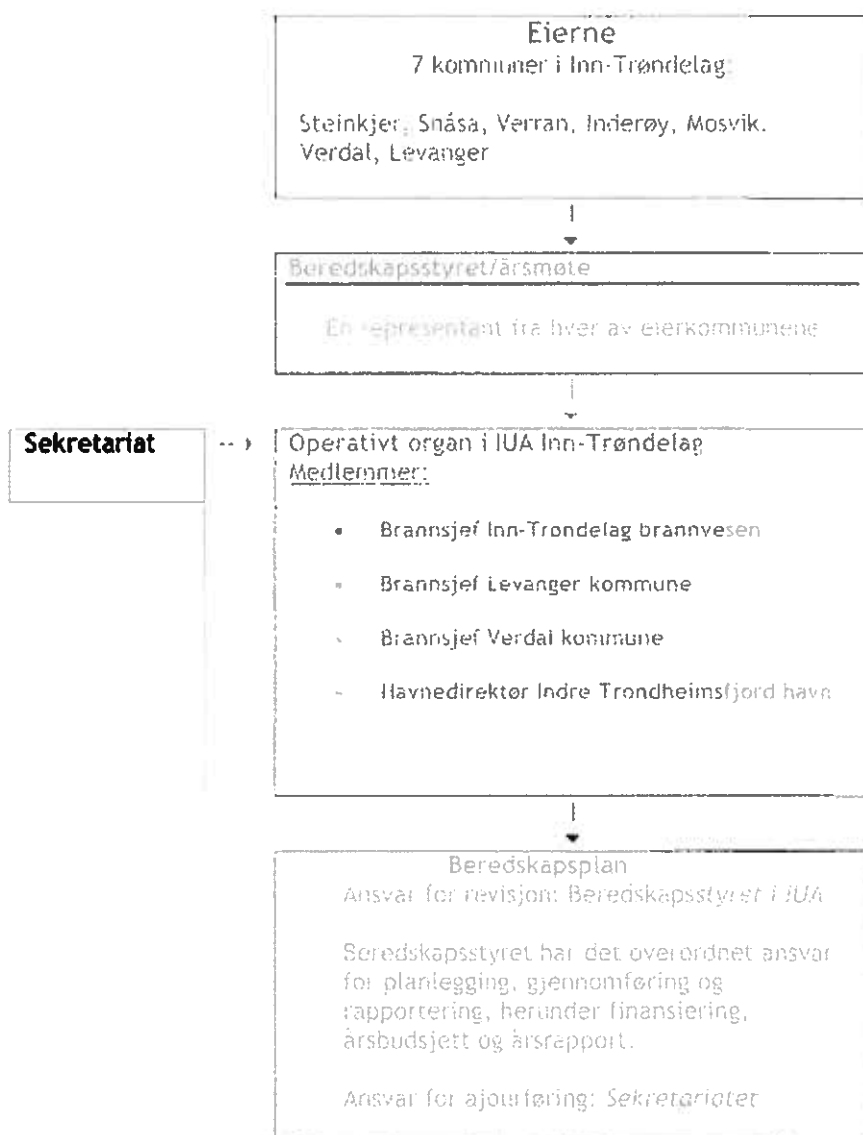 Eierne
7 kommuner i Inn-Trøndelag:
Steinkjer, Snåsa, Verran, Inderøy, Mosvik.
Verdal, Levanger
Beredskapsstyret/årsmøte
En representant fra hver av eierkommunene
Sekretariat
Operativt organ i IUA Inn-Trøndelag
Medlemmer:
• Brannsjef Inn-Trøndelag brannvesen
• Brannsjef Levanger kommune
• Brannsjef Verdal kommune
• Havnedirektør Indre Trondheimsfjord havn
Beredskapsplan
Ansvar for revisjon: Beredskapsstyret i IUA
Beredskapsstyret har det overordnet ansvar
for planlegging, gjennomføring og
rapportering, herunder finansiering,
årsbudsjett og årsrapport.
Ansvar for ajourføring: Sekretariatet